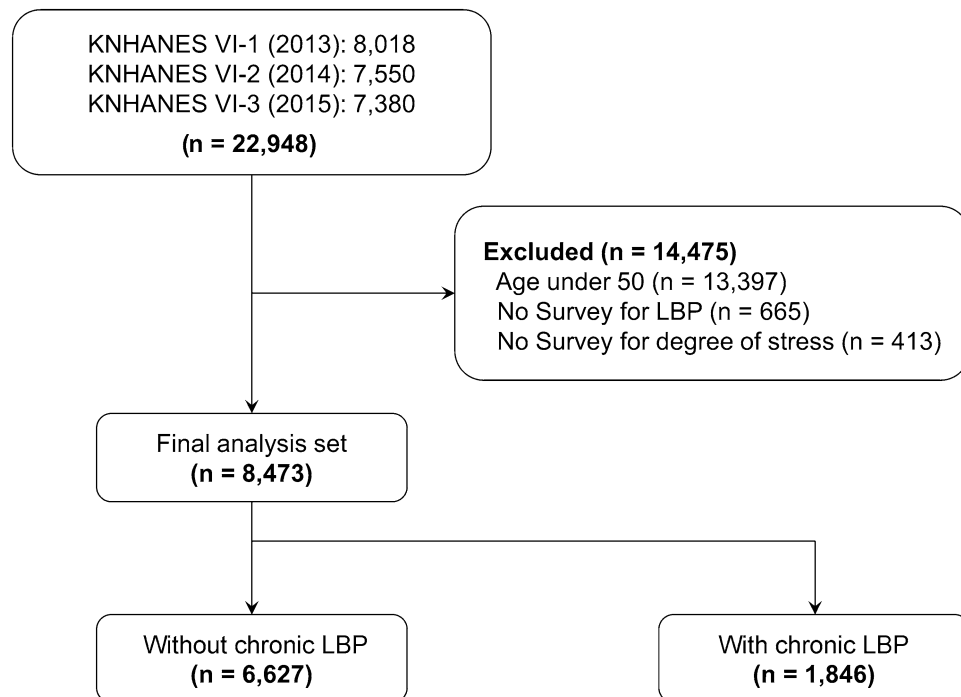 KNHANES VI-1 (2013): 8,018
KNHANES VI-2 (2014): 7,550
KNHANES VI-3 (2015): 7,380
(n = 22,948)
Excluded (n = 14,475)
Age under 50 (n = 13,397)
No Survey for LBP (n = 665)
No Survey for degree of stress (n = 413)
Final analysis set
(n = 8,473)
Without chronic LBP
(n = 6,627)
With chronic LBP
(n = 1,846)